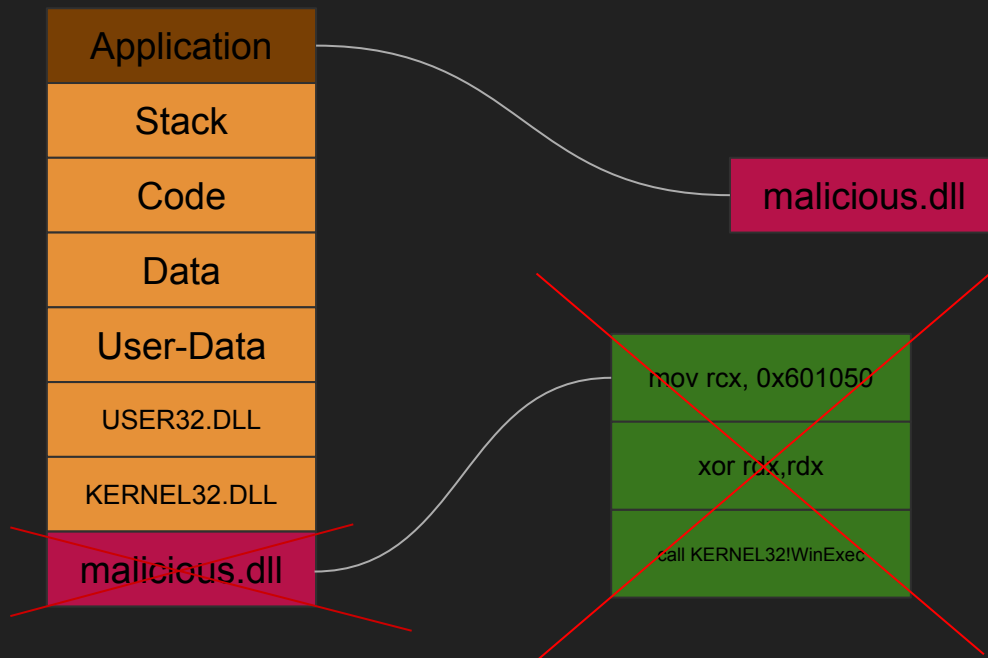 Application
Stack
Code
Data
User-Data
USER32.DLL
KERNEL32.DLL
malicious.dll
malicious.dll
mov rcx, 0x601050
xor rdx,rdx
call KERNEL32!WinExec